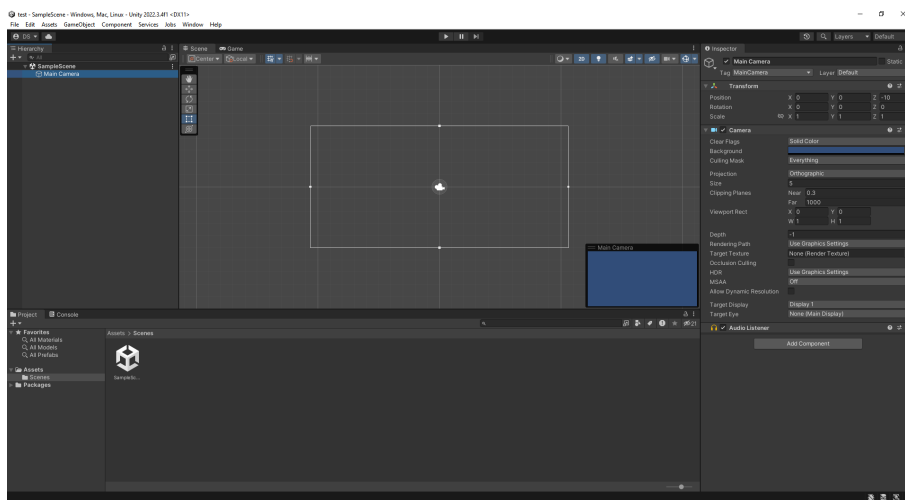 test - SampleScene - Windows, Mac, Linux - Unity 2022.3.4f1 <DX11>
File Edit Assets GameObject Component Services Jobs Window Help
DS
Layers
Default
Hierarchy
All
SampleScene
Main Camera
Scene
Game
Center
Local
2D
Main Camera
Inspector
Main Camera
Static
Tag MainCamera
Layer Default
Transform
Position X 0 Y 0 Z -10
Rotation X 0 Y 0 Z 0
Scale X 1 Y 1 Z 1
Camera
Clear Flags Solid Color
Background
Culling Mask Everything
Projection Orthographic
Size 5
Clipping Planes Near 0.3
Far 1000
Viewport Rect X 0 Y 0
W 1 H 1
Depth -1
Rendering Path Use Graphics Settings
Target Texture None (Render Texture)
Occlusion Culling
HDR Use Graphics Settings
MSAA Off
Allow Dynamic Resolution
Target Display Display 1
Target Eye None (Main Display)
Audio Listener
Add Component
Project
Console
21
Favorites
All Materials
All Models
All Prefabs
Assets
Scenes
Packages
Assets > Scenes
SampleSc...